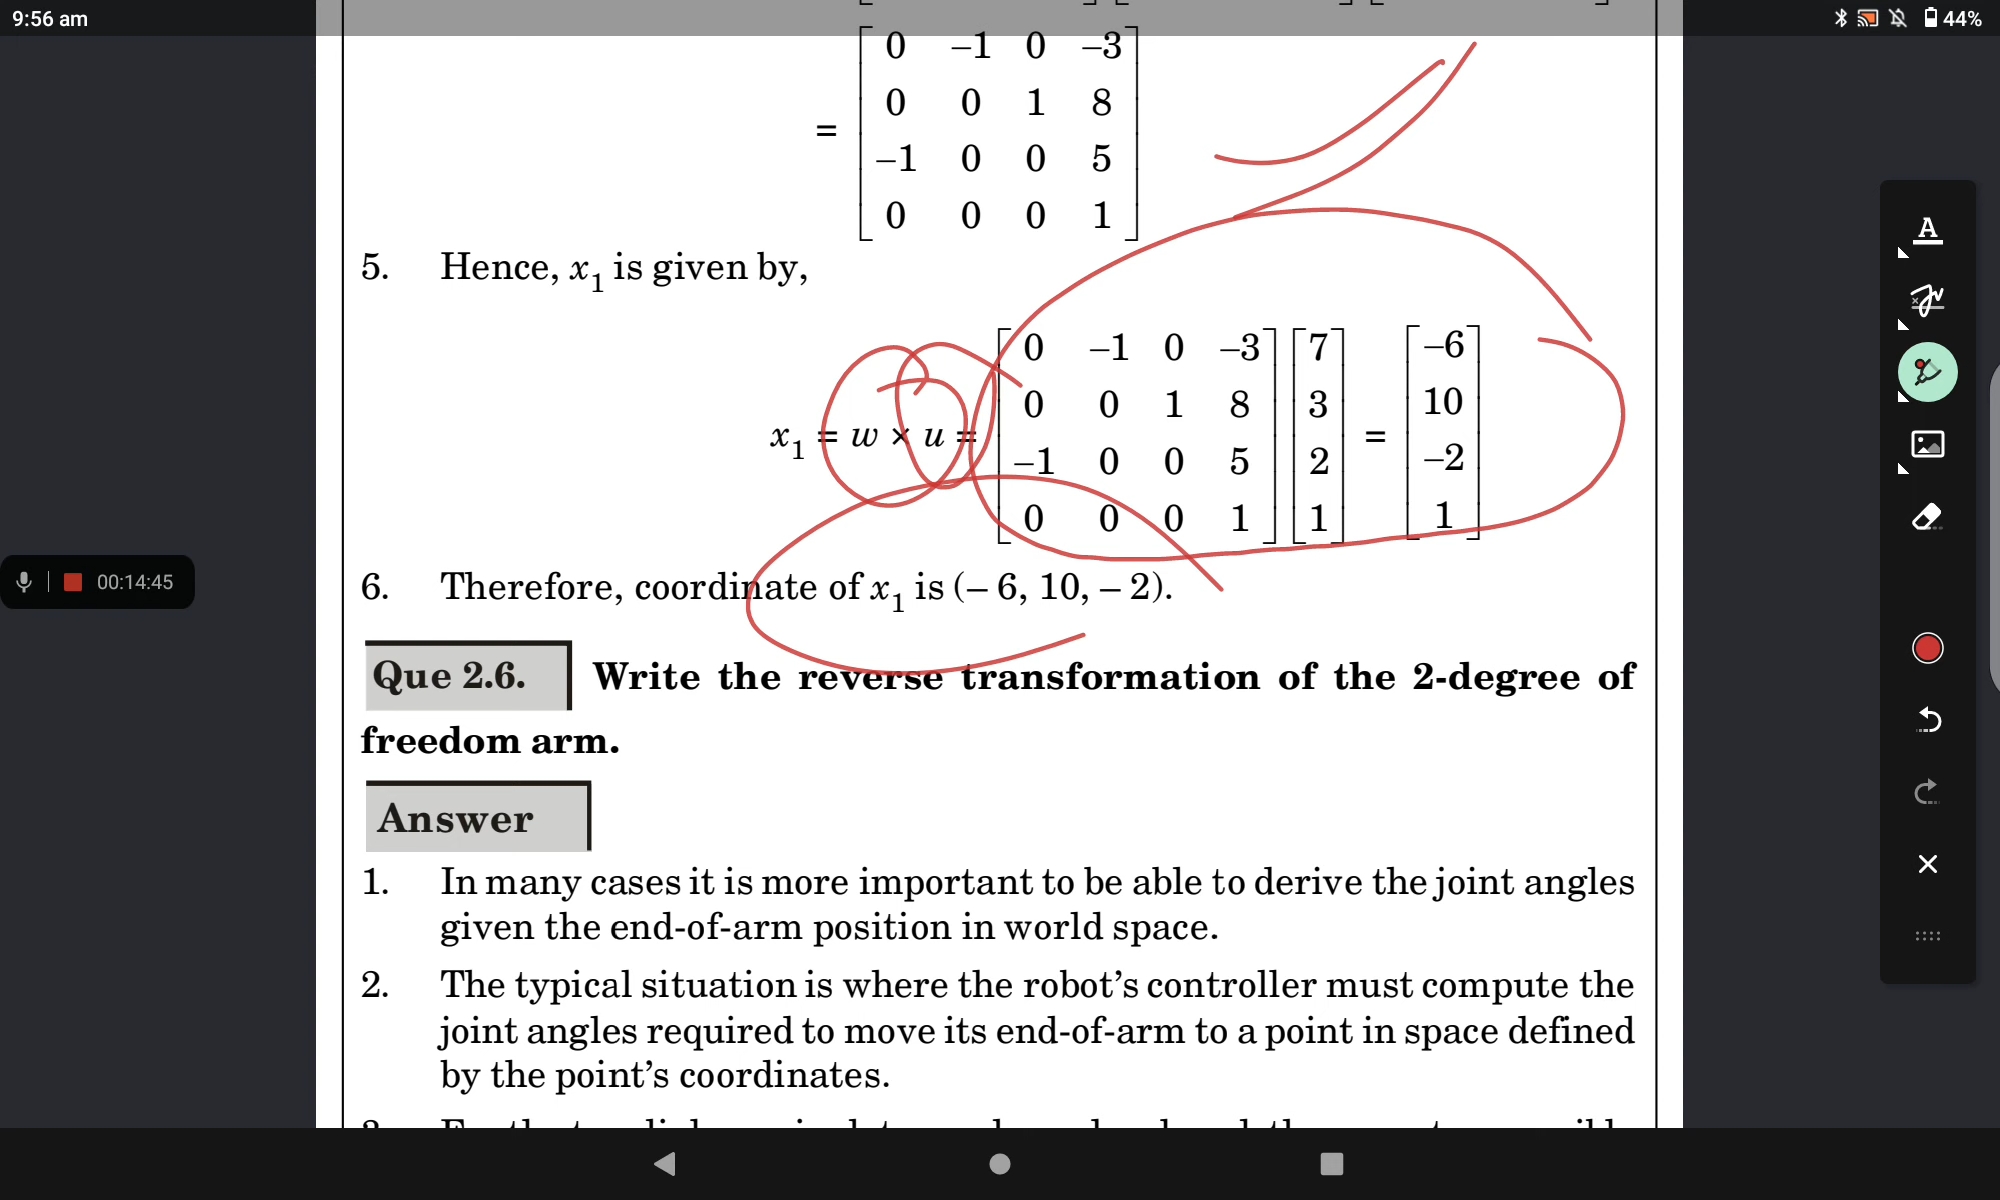 9:56 am
44%
0 –1 0 –3
0 0 1 8
=
–1 0 0 5
0 0 0 1
5. Hence, x1 is given by,
0 –1 0 –3 7 –6
0 0 1 8 3 10
x1 = w × u = =
–1 0 0 5 2 –2
0 0 0 1 1 1
00:14:45
6. Therefore, coordinate of x1 is (– 6, 10, – 2).
Que 2.6. Write the reverse transformation of the 2-degree of
freedom arm.
Answer
1. In many cases it is more important to be able to derive the joint angles
given the end-of-arm position in world space.
2. The typical situation is where the robot’s controller must compute the
joint angles required to move its end-of-arm to a point in space defined
by the point’s coordinates.
A